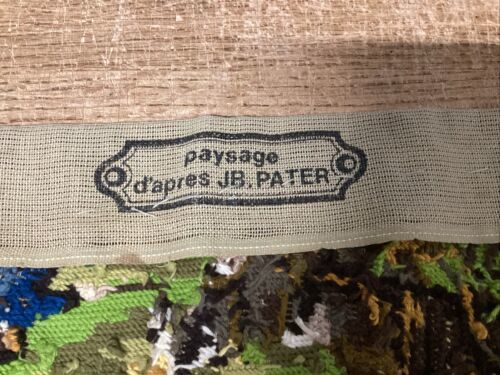 paysage
d'apres JB. PATER